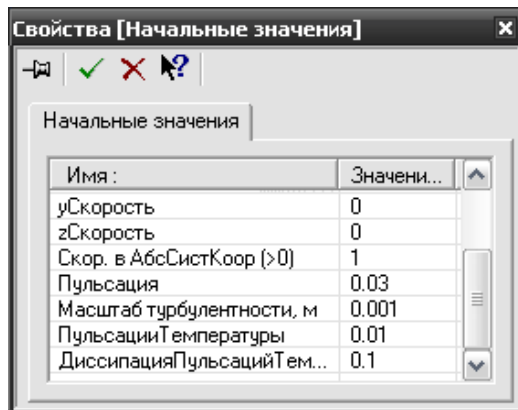 Свойства [Начальные значения]
Начальные значения
Имя : Значени...
yСкорость 0
zСкорость 0
Скор. в АбсСистКоор (>0) 1
Пульсация 0.03
Масштаб турбулентности, м 0.001
ПульсацииТемпературы 0.01
ДиссипацияПульсацийТем... 0.1